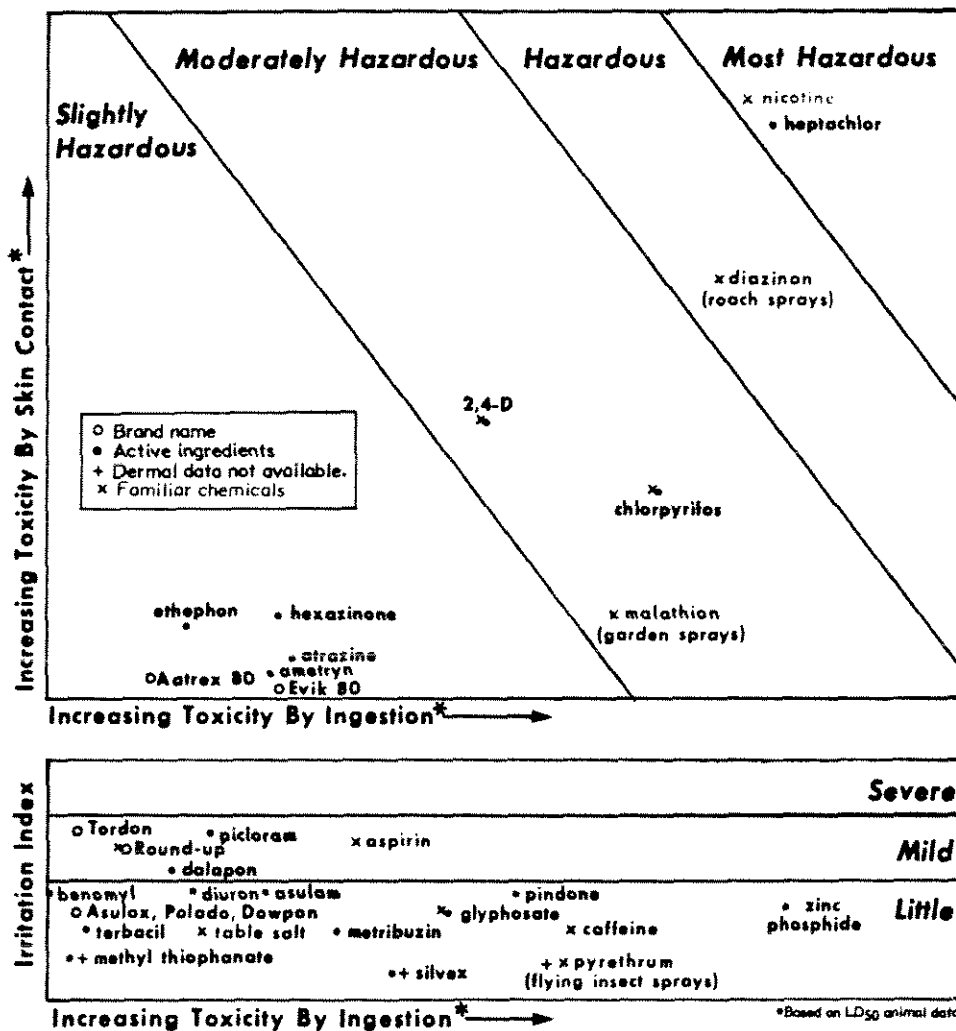 Moderately Hazardous
Hazardous
Most Hazardous
Slightly
Hazardous
x nicotine
• heptachlor
x diazinon
(roach sprays)
2,4-D
x•
o Brand name
• Active ingredients
+ Dermal data not available.
x Familiar chemicals
x•
chlorpyrifos
ethephon
•
• hexazinone
x malathion
(garden sprays)
• atrazine
• ametryn
o Aatrex 80
o Evik 80
Increasing Toxicity By Skin Contact*
Increasing Toxicity By Ingestion*
Irritation Index
Severe
Mild
Little
o Tordon
• picloram
x aspirin
xo Round-up
• dalapon
• benomyl
• diuron
• asulam
• pindone
o Asulox, Polado, Dowpon
x• glyphosate
• zinc
phosphide
• terbacil
x table salt
• metribuzin
x caffeine
•+ methyl thiophanate
•+ silvex
+ x pyrethrum
(flying insect sprays)
Increasing Toxicity By Ingestion*
*Based on LD50 animal data